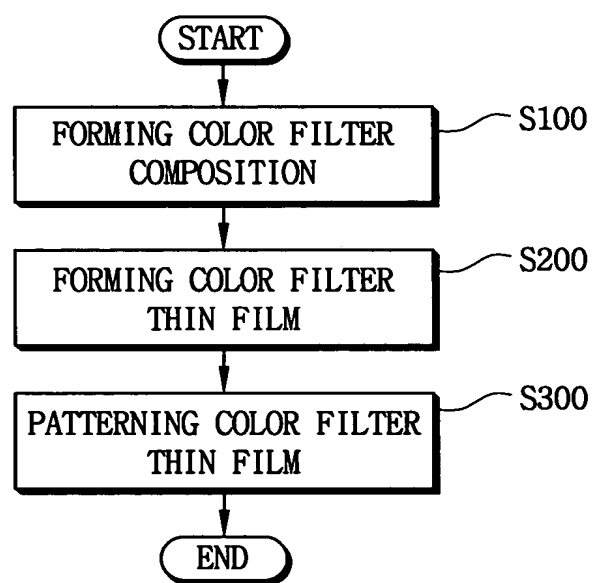 START
FORMING COLOR FILTER
COMPOSITION
S100
FORMING COLOR FILTER
THIN FILM
S200
PATTERNING COLOR FILTER
THIN FILM
S300
END